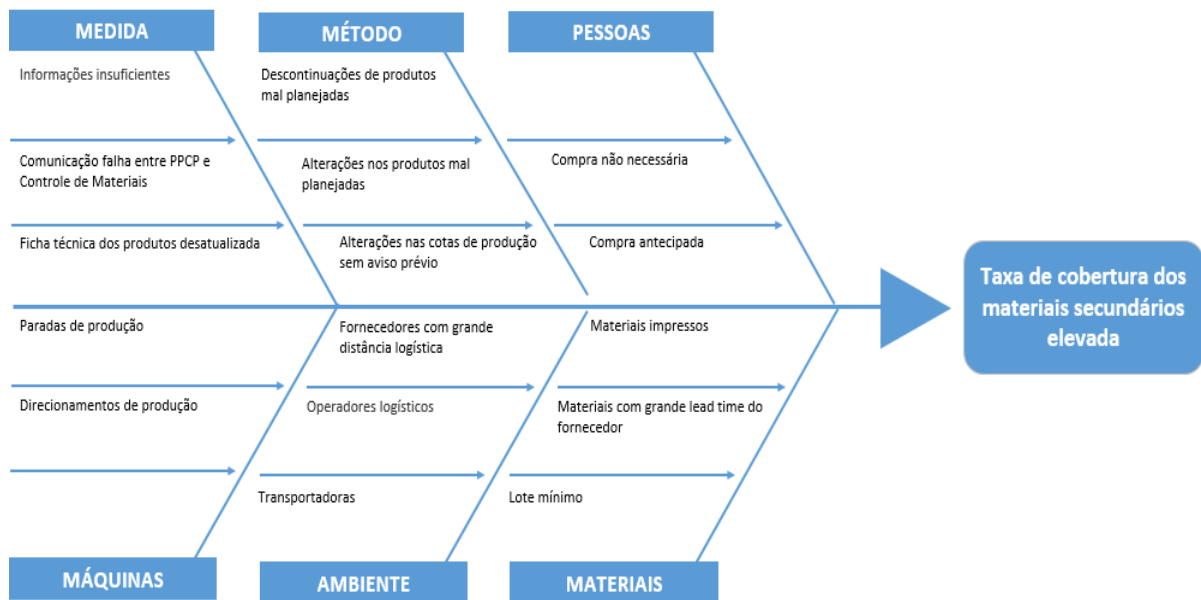 MEDIDA
MÉTODO
PESSOAS
Informações insuficientes
Descontinuações de produtos
mal planejadas
Comunicação falha entre PPCP e
Controle de Materiais
Alterações nos produtos mal
planejadas
Compra não necessária
Ficha técnica dos produtos desatualizada
Alterações nas cotas de produção
sem aviso prévio
Compra antecipada
Taxa de cobertura dos
materiais secundários
elevada
Paradas de produção
Fornecedores com grande
distância logística
Materiais impressos
Direcionamentos de produção
Operadores logísticos
Materiais com grande lead time do
fornecedor
Transportadoras
Lote mínimo
MÁQUINAS
AMBIENTE
MATERIAIS